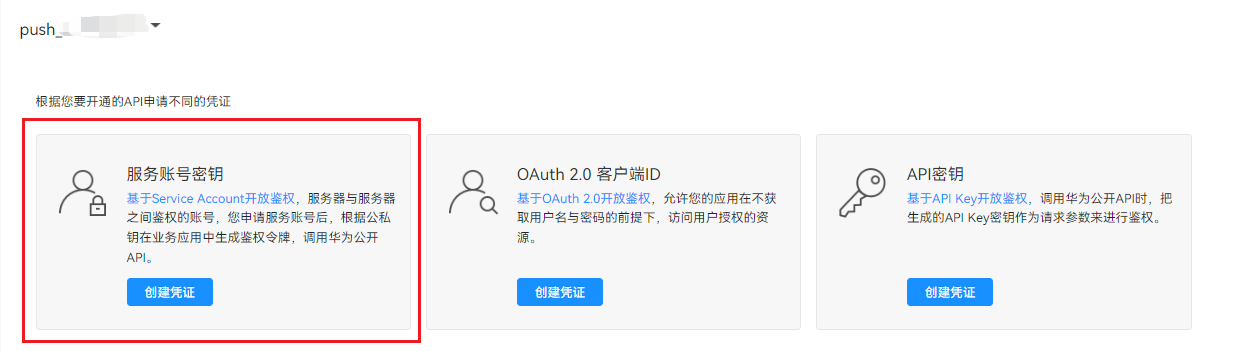 push_
根据您要开通的API申请不同的凭证
服务账号密钥
基于Service Account开放鉴权，服务器与服务器
之间鉴权的账号，您申请服务账号后，根据公私
钥在业务应用中生成鉴权令牌，调用华为公开
API。
创建凭证
OAuth 2.0 客户端ID
基于OAuth 2.0开放鉴权，允许您的应用在不获
取用户名与密码的前提下，访问用户授权的资
源。
创建凭证
API密钥
基于API Key开放鉴权，调用华为公开API时，把
生成的API Key密钥作为请求参数来进行鉴权。
创建凭证